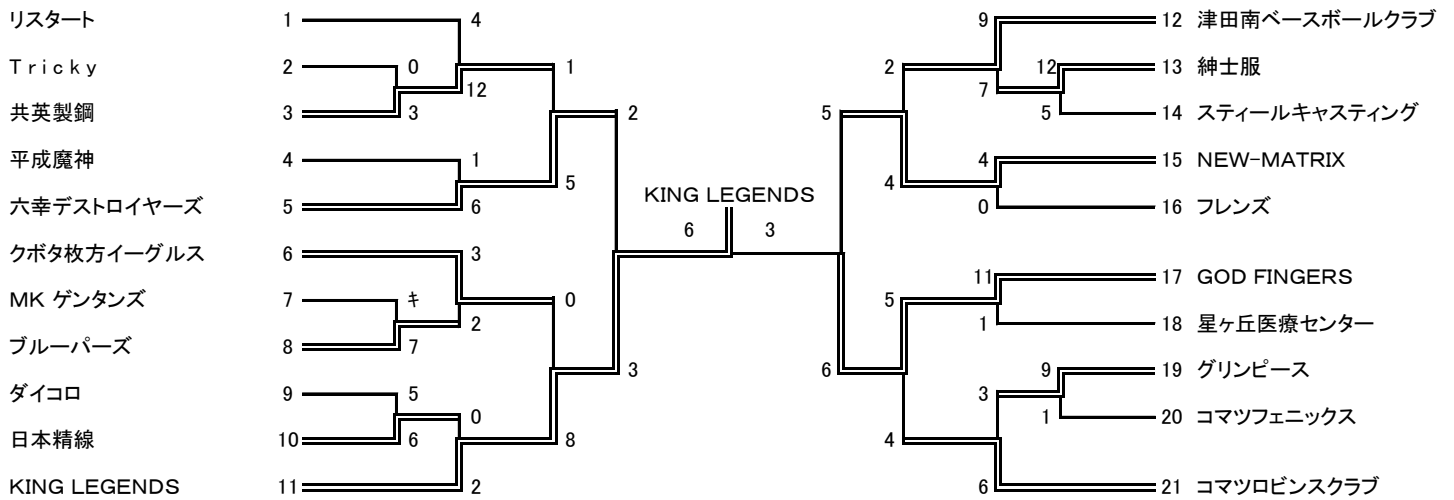 リスタート 1 4 9 12 津田南ベースボールクラブ
Tricky 2 0 1 2 12 13 紳士服
12 7
共英製鋼 3 3 2 5 5 14 スティールキャスティング
平成魔神 4 1 4 15 NEW-MATRIX
5 4
KING LEGENDS
六幸デストロイヤーズ 5 6 0 16 フレンズ
6 3
クボタ枚方イーグルス 6 3
11 17 GOD FINGERS
MK ゲンタンズ 7 キ 0 5
2 1 18 星ヶ丘医療センター
ブルーパーズ 8 7
3 6 9 19 グリンピース
ダイコロ 9 5 3
0 1 20 コマツフェニックス
日本精線 10 6 8 4
KING LEGENDS 11 2 6 21 コマツロビンスクラブ